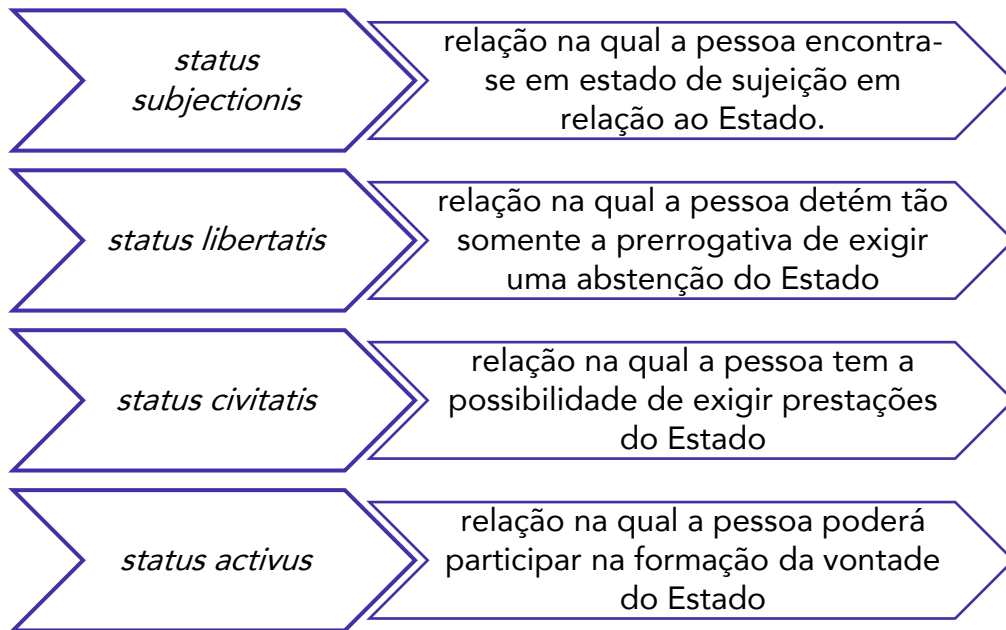 status
subjectionis
relação na qual a pessoa encontra-
se em estado de sujeição em
relação ao Estado.
status libertatis
relação na qual a pessoa detém tão
somente a prerrogativa de exigir
uma abstenção do Estado
status civitatis
relação na qual a pessoa tem a
possibilidade de exigir prestações
do Estado
status activus
relação na qual a pessoa poderá
participar na formação da vontade
do Estado